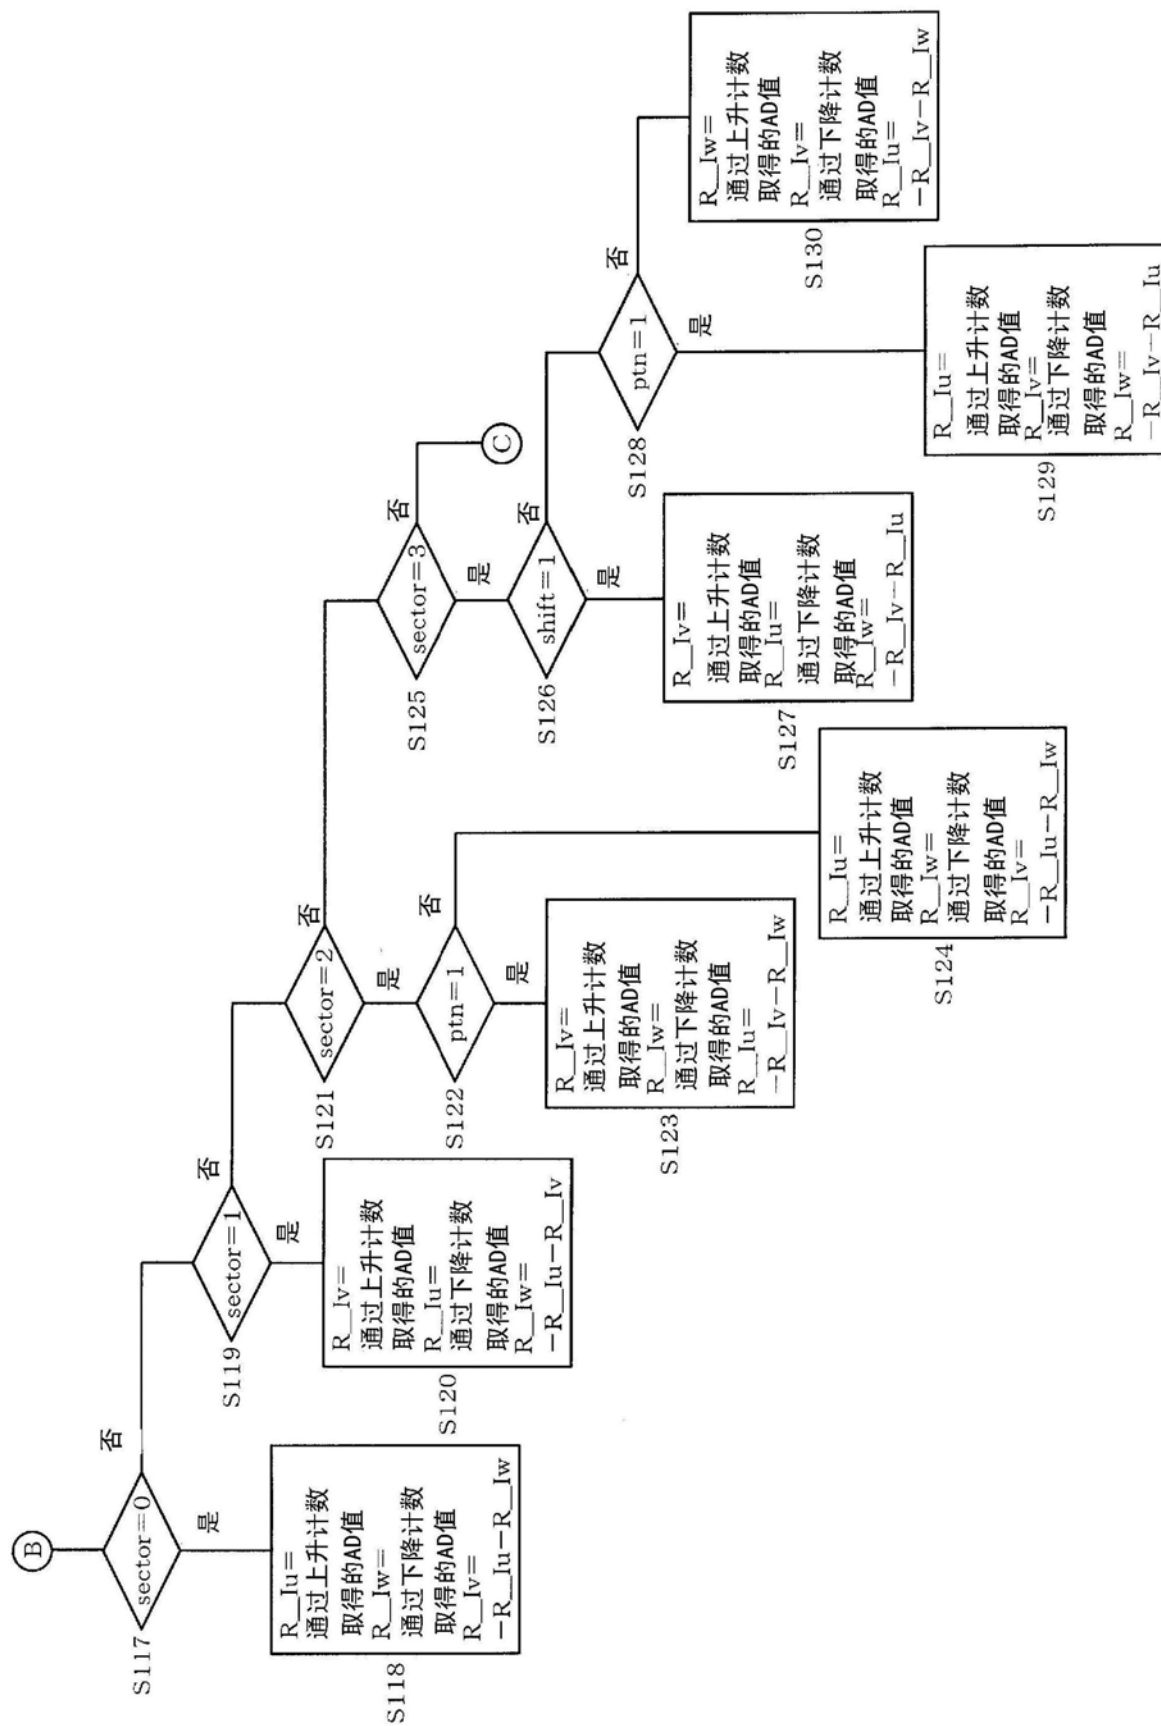 B
S117
sector=0
否
是
S118
R_Iu=
通过上升计数
取得的AD值
R_Iw=
通过下降计数
取得的AD值
R_Iv=
-R_Iu-R_Iw
S119
sector=1
否
是
S120
R_Iv=
通过上升计数
取得的AD值
R_Iu=
通过下降计数
取得的AD值
R_Iw=
-R_Iu-R_Iv
S121
sector=2
否
是
S122
ptn=1
否
是
S123
R_Iv=
通过上升计数
取得的AD值
R_Iw=
通过下降计数
取得的AD值
R_Iu=
-R_Iv-R_Iw
S124
R_Iu=
通过上升计数
取得的AD值
R_Iw=
通过下降计数
取得的AD值
R_Iv=
-R_Iu-R_Iw
S125
sector=3
否
C
是
S126
shift=1
否
是
S127
R_Iv=
通过上升计数
取得的AD值
R_Iu=
通过下降计数
取得的AD值
R_Iw=
-R_Iv-R_Iu
S128
ptn=1
否
是
S129
R_Iu=
通过上升计数
取得的AD值
R_Iv=
通过下降计数
取得的AD值
R_Iw=
-R_Iv-R_Iu
S130
R_Iw=
通过上升计数
取得的AD值
R_Iv=
通过下降计数
取得的AD值
R_Iu=
-R_Iv-R_Iw